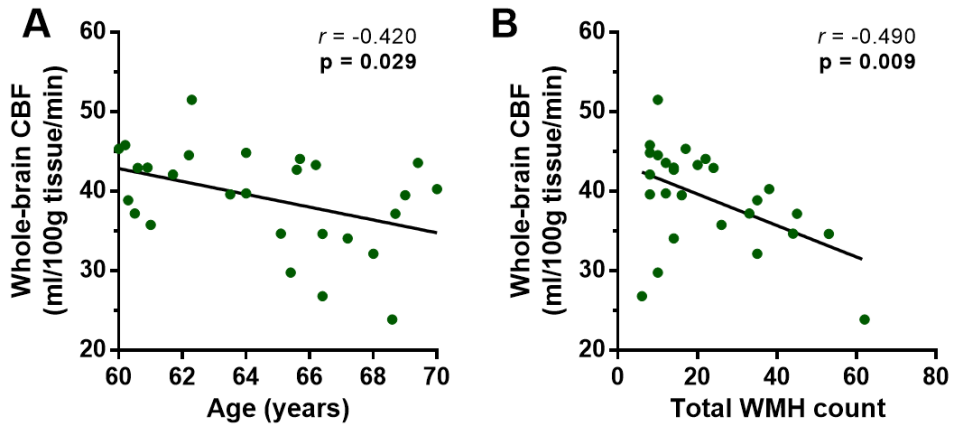 A
r = -0.420
p = 0.029
Whole-brain CBF
(ml/100g tissue/min)
60
50
40
30
20
60 62 64 66 68 70
Age (years)
B
r = -0.490
p = 0.009
Whole-brain CBF
(ml/100g tissue/min)
60
50
40
30
20
0 20 40 60 80
Total WMH count